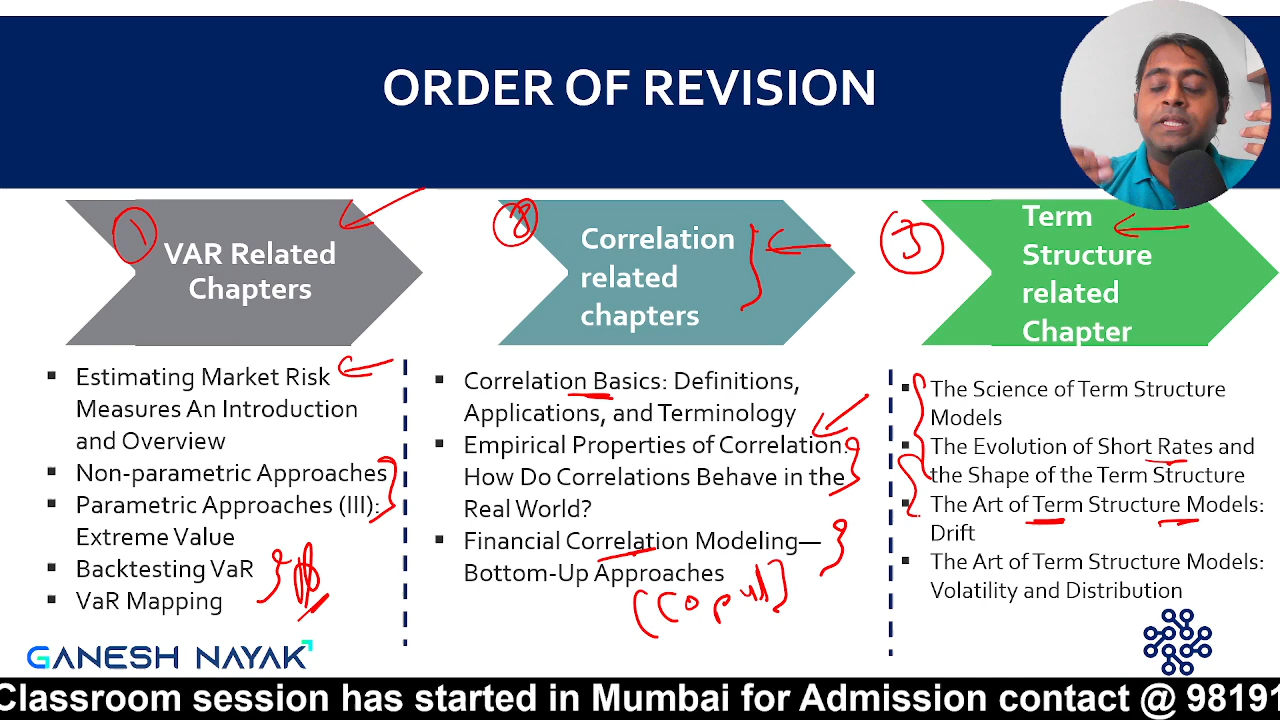 ORDER OF REVISION
1
VAR Related
Chapters
Correlation
related
chapters
Term
Structure
related
Chapter
Estimating Market Risk
Measures An Introduction
and Overview
Non-parametric Approaches
Parametric Approaches (III):
Extreme Value
Backtesting VaR
VaR Mapping
Correlation Basics: Definitions,
Applications, and Terminology
Empirical Properties of Correlation:
How Do Correlations Behave in the
Real World?
Financial Correlation Modeling—
Bottom-Up Approaches
The Science of Term Structure
Models
The Evolution of Short Rates and
the Shape of the Term Structure
The Art of Term Structure Models:
Drift
The Art of Term Structure Models:
Volatility and Distribution
GANESH NAYAK
Classroom session has started in Mumbai for Admission contact @ 98191